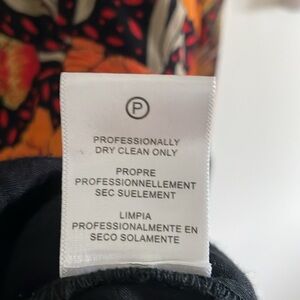 P
PROFESSIONALLY
DRY CLEAN ONLY
PROPRE
PROFESSIONNELLEMENT
SEC SUELEMENT
LIMPIA
PROFESSIONALMENTE EN
SECO SOLAMENTE